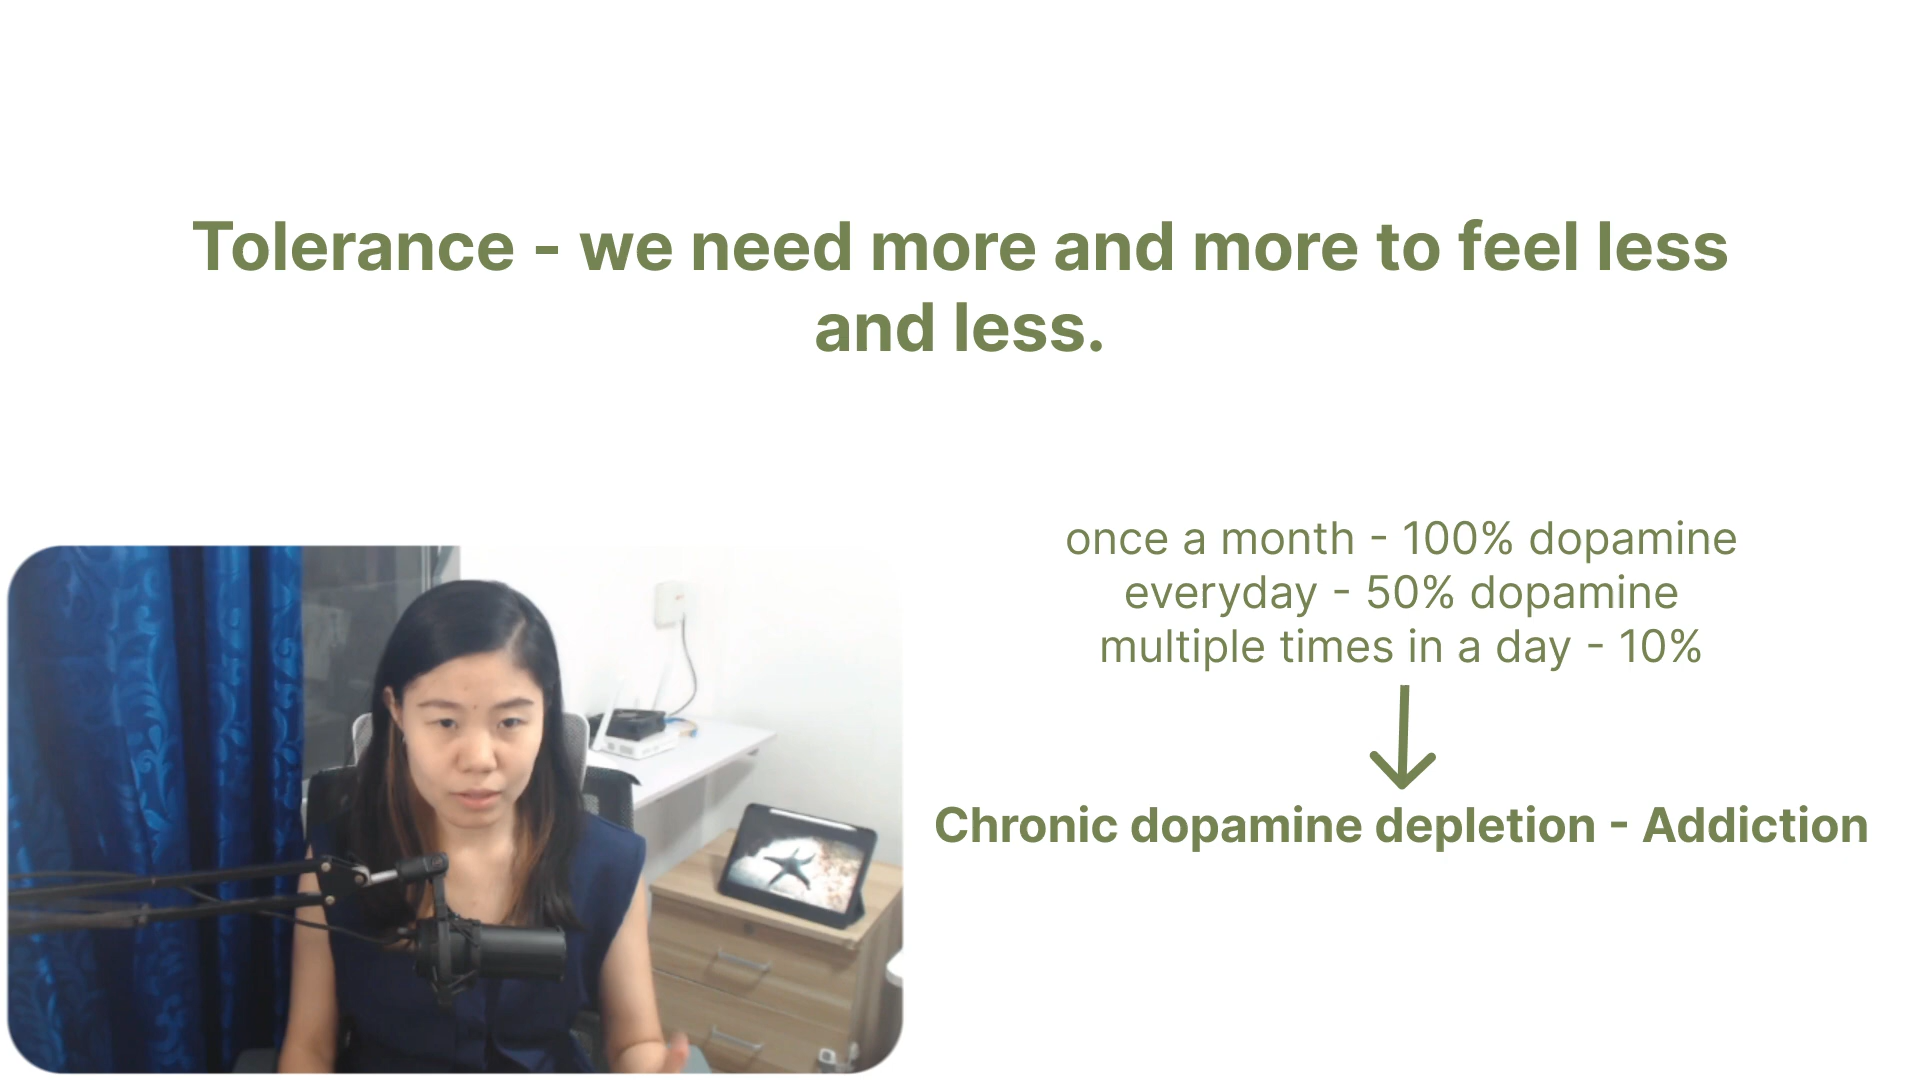 Tolerance - we need more and more to feel less
and less.
once a month - 100% dopamine
everyday - 50% dopamine
multiple times in a day - 10%
Chronic dopamine depletion - Addiction